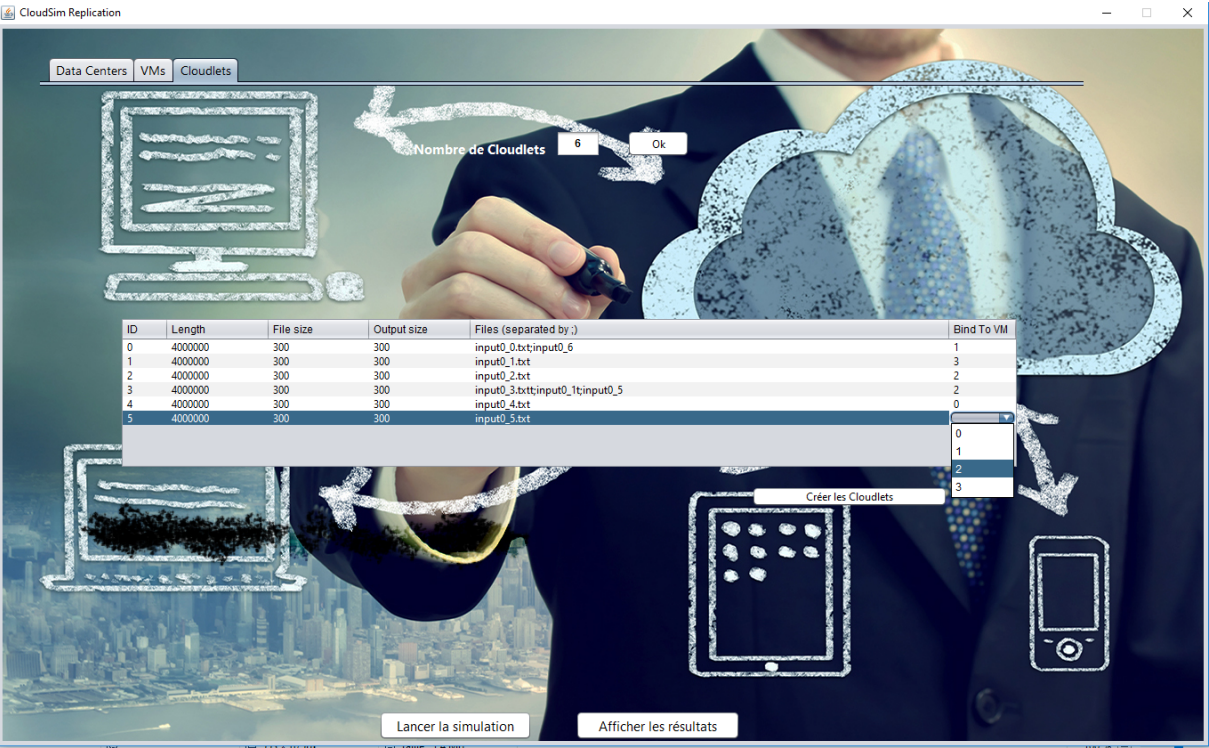 CloudSim Replication
Data Centers VMs Cloudlets
Nombre de Cloudlets 6 Ok
ID Length File size Output size Files (separated by ;) Bind To VM
0 4000000 300 300 input0_0.txt;input0_6 1
1 4000000 300 300 input0_1.txt 3
2 4000000 300 300 input0_2.txt 2
3 4000000 300 300 input0_3.txtt;input0_1t;input0_5 2
4 4000000 300 300 input0_4.txt 0
5 4000000 300 300 input0_5.txt
0
1
2
3
Créer les Cloudlets
Lancer la simulation Afficher les résultats